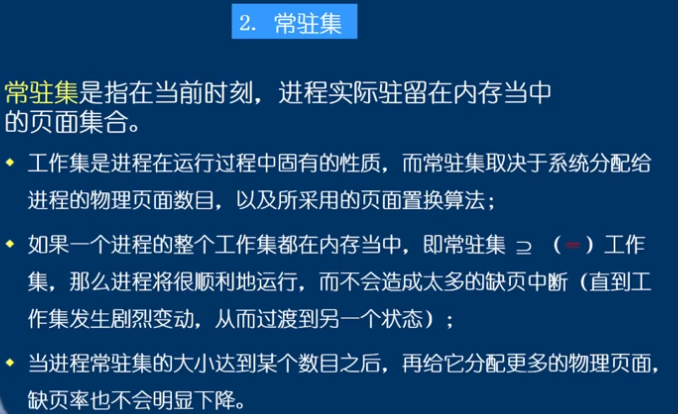 2. 常驻集
常驻集是指在当前时刻，进程实际驻留在内存当中
的页面集合。
工作集是进程在运行过程中固有的性质，而常驻集取决于系统分配给
进程的物理页面数目，以及所采用的页面置换算法；
如果一个进程的整个工作集都在内存当中，即常驻集 ⊇ （=）工作
集，那么进程将很顺利地运行，而不会造成太多的缺页中断（直到工
作集发生剧烈变动，从而过渡到另一个状态）；
当进程常驻集的大小达到某个数目之后，再给它分配更多的物理页面，
缺页率也不会明显下降。